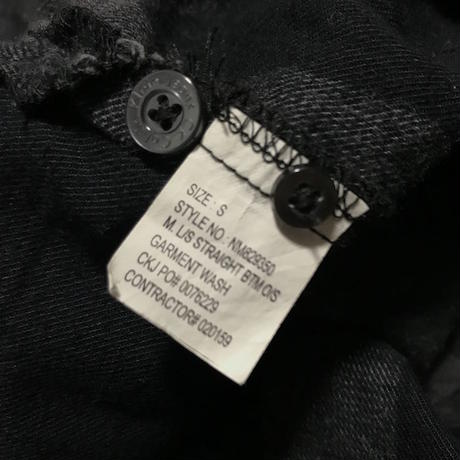 SIZE : S
STYLE NO : NM829350
M. L/S STRAIGHT BTM O/S
GARMENT WASH
CKJ PO# 0076229
CONTRACTOR# 020159